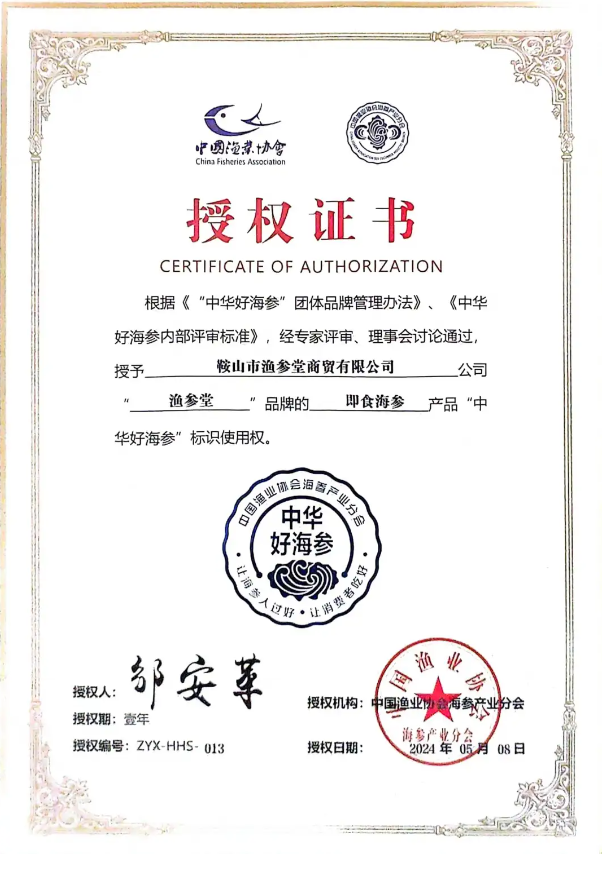 中国渔业协会
China Fisheries Association
授权证书
CERTIFICATE OF AUTHORIZATION
根据《“中华好海参”团体品牌管理办法》、《中华
好海参内部评审标准》，经专家评审、理事会讨论通过，
授予 鞍山市渔参堂商贸有限公司 公司
“ 渔参堂 ”品牌的 即食海参 产品“中
华好海参”标识使用权。
中国渔业协会海参产业分会
中华
好海参
·让海参人过好·让消费者吃好·
授权人：邹安革
授权期：壹年
授权编号：ZYX-HHS- 013
授权机构：中国渔业协会海参产业分会
授权日期： 2024 年 05 月 08 日
中国渔业协会
海参产业分会